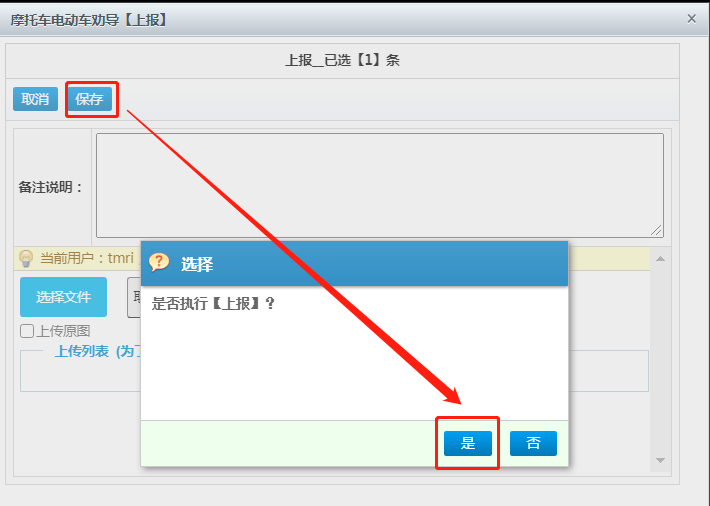 摩托车电动车劝导【上报】
上报__已选【1】条
取消 保存
备注说明：
当前用户：tmri
选择
选择文件
是否执行【上报】？
上传原图
上传列表 (为
是 否